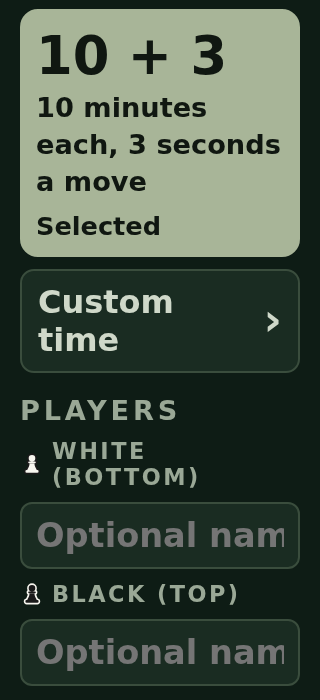 10 + 3
10 minutes
each, 3 seconds
a move
Selected
Custom
time
PLAYERS
WHITE
(BOTTOM)
Optional nam
BLACK (TOP)
Optional nam